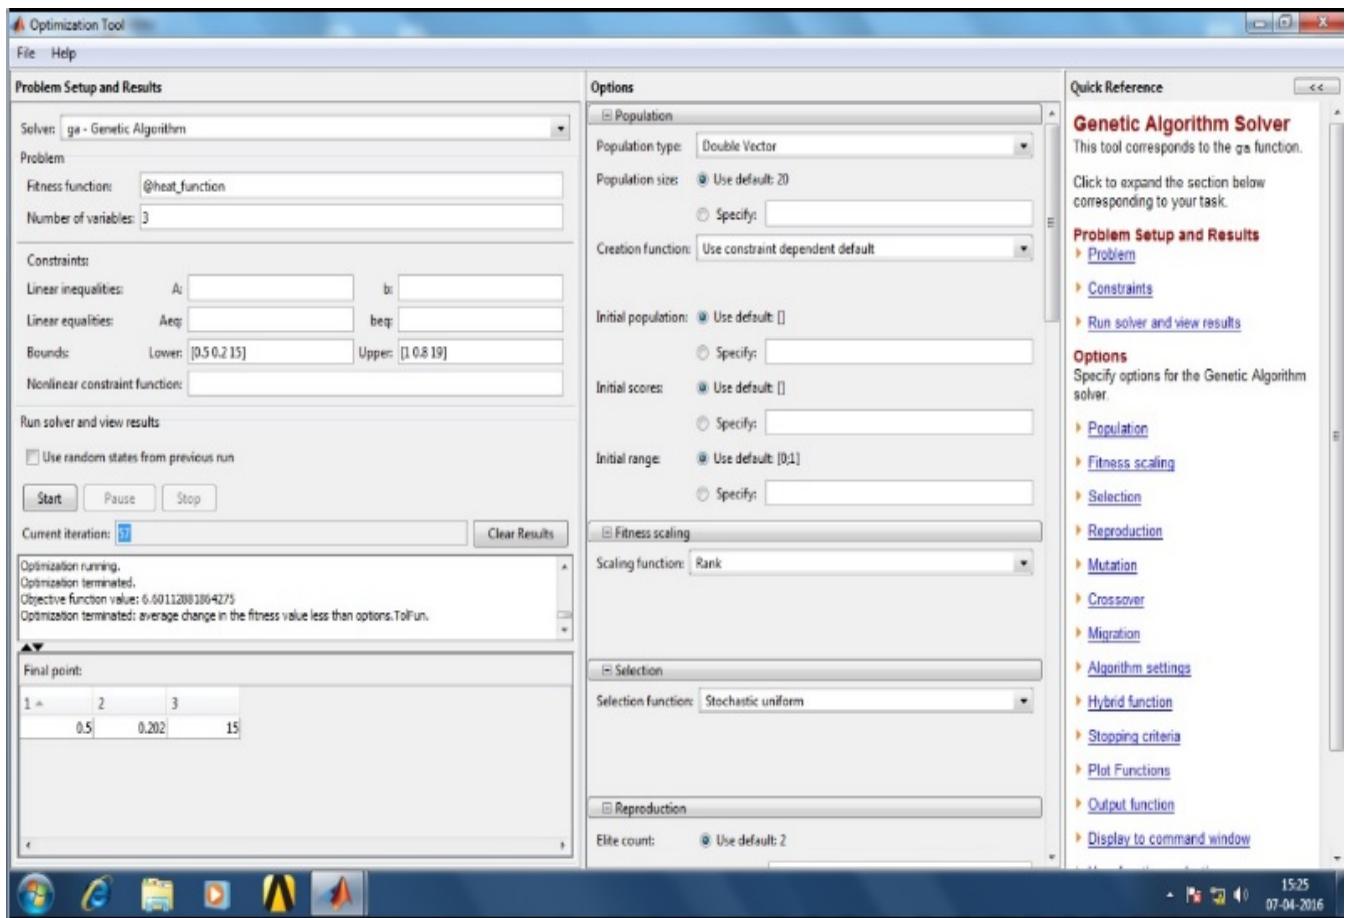 Optimization Tool
File Help
Problem Setup and Results
Solver: ga - Genetic Algorithm
Problem
Fitness function: @heat_function
Number of variables: 3
Constraints:
Linear inequalities: A: b:
Linear equalities: Aeq: beq:
Bounds: Lower: [0.5 0.2 15] Upper: [1 0.8 19]
Nonlinear constraint function:
Run solver and view results
Use random states from previous run
Start Pause Stop
Current iteration: 57 Clear Results
Optimization running.
Optimization terminated.
Objective function value: 6.60112881864275
Optimization terminated: average change in the fitness value less than options.TolFun.
Final point:
1 2 3
0.5 0.202 15
Options
Population
Population type: Double Vector
Population size: Use default: 20
Specify:
Creation function: Use constraint dependent default
Initial population: Use default: []
Specify:
Initial scores: Use default: []
Specify:
Initial range: Use default: [0;1]
Specify:
Fitness scaling
Scaling function: Rank
Selection
Selection function: Stochastic uniform
Reproduction
Elite count: Use default: 2
Quick Reference <<
Genetic Algorithm Solver
This tool corresponds to the ga function.
Click to expand the section below
corresponding to your task.
Problem Setup and Results
Problem
Constraints
Run solver and view results
Options
Specify options for the Genetic Algorithm
solver.
Population
Fitness scaling
Selection
Reproduction
Mutation
Crossover
Migration
Algorithm settings
Hybrid function
Stopping criteria
Plot Functions
Output function
Display to command window
15:25
07-04-2016